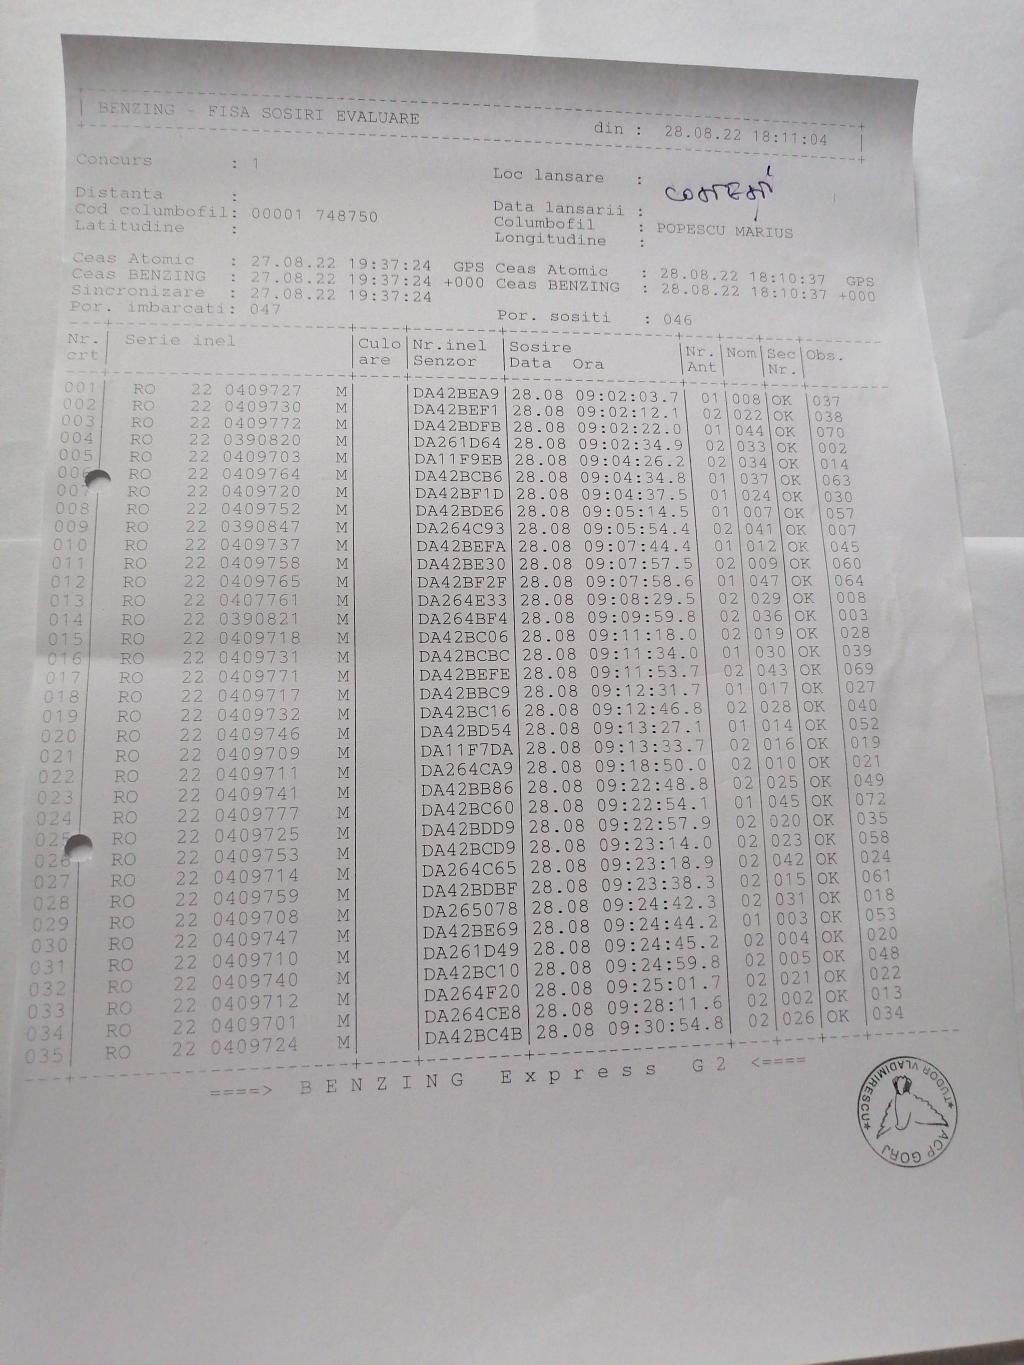 BENZING - FISA SOSIRI EVALUARE din : 28.08.22 18:11:04
Concurs : 1 Loc lansare : COSTEȘTI
Distanta : Data lansarii :
Cod columbofil: 00001 748750 Columbofil : POPESCU MARIUS
Latitudine : Longitudine :
Ceas Atomic : 27.08.22 19:37:24 GPS Ceas Atomic : 28.08.22 18:10:37 GPS
Ceas BENZING : 27.08.22 19:37:24 +000 Ceas BENZING : 28.08.22 18:10:37 +000
Sincronizare : 27.08.22 19:37:24
Por. imbarcati: 047 Por. sositi : 046
Nr. Serie inel Culo Nr.inel Sosire Nr. Nom Sec Obs.
crt are Senzor Data Ora Ant Nr.
001 RO 22 0409727 M DA42BEA9 28.08 09:02:03.7 01 008 OK 037
002 RO 22 0409730 M DA42BEF1 28.08 09:02:12.1 02 022 OK 038
003 RO 22 0409772 M DA42BDFB 28.08 09:02:22.0 01 044 OK 070
004 RO 22 0390820 M DA261D64 28.08 09:02:34.9 02 033 OK 002
005 RO 22 0409703 M DA11F9EB 28.08 09:04:26.2 02 034 OK 014
006 RO 22 0409764 M DA42BCB6 28.08 09:04:34.8 01 037 OK 063
007 RO 22 0409720 M DA42BF1D 28.08 09:04:37.5 01 024 OK 030
008 RO 22 0409752 M DA42BDE6 28.08 09:05:14.5 01 007 OK 057
009 RO 22 0390847 M DA264C93 28.08 09:05:54.4 02 041 OK 007
010 RO 22 0409737 M DA42BEFA 28.08 09:07:44.4 01 012 OK 045
011 RO 22 0409758 M DA42BE30 28.08 09:07:57.5 02 009 OK 060
012 RO 22 0409765 M DA42BF2F 28.08 09:07:58.6 01 047 OK 064
013 RO 22 0407761 M DA264E33 28.08 09:08:29.5 02 029 OK 008
014 RO 22 0390821 M DA264BF4 28.08 09:09:59.8 02 036 OK 003
015 RO 22 0409718 M DA42BC06 28.08 09:11:18.0 02 019 OK 028
016 RO 22 0409731 M DA42BCBC 28.08 09:11:34.0 01 030 OK 039
017 RO 22 0409771 M DA42BEFE 28.08 09:11:53.7 02 043 OK 069
018 RO 22 0409717 M DA42BBC9 28.08 09:12:31.7 01 017 OK 027
019 RO 22 0409732 M DA42BC16 28.08 09:12:46.8 02 028 OK 040
020 RO 22 0409746 M DA42BD54 28.08 09:13:27.1 01 014 OK 052
021 RO 22 0409709 M DA11F7DA 28.08 09:13:33.7 02 016 OK 019
022 RO 22 0409711 M DA264CA9 28.08 09:18:50.0 02 010 OK 021
023 RO 22 0409741 M DA42BB86 28.08 09:22:48.8 02 025 OK 049
024 RO 22 0409777 M DA42BC60 28.08 09:22:54.1 01 045 OK 072
025 RO 22 0409725 M DA42BDD9 28.08 09:22:57.9 02 020 OK 035
026 RO 22 0409753 M DA42BCD9 28.08 09:23:14.0 02 023 OK 058
027 RO 22 0409714 M DA264C65 28.08 09:23:18.9 02 042 OK 024
028 RO 22 0409759 M DA42BDBF 28.08 09:23:38.3 02 015 OK 061
029 RO 22 0409708 M DA265078 28.08 09:24:42.3 02 031 OK 018
030 RO 22 0409747 M DA42BE69 28.08 09:24:44.2 01 003 OK 053
031 RO 22 0409710 M DA261D49 28.08 09:24:45.2 02 004 OK 020
032 RO 22 0409740 M DA42BC10 28.08 09:24:59.8 02 005 OK 048
033 RO 22 0409712 M DA264F20 28.08 09:25:01.7 02 021 OK 022
034 RO 22 0409701 M DA264CE8 28.08 09:28:11.6 02 002 OK 013
035 RO 22 0409724 M DA42BC4B 28.08 09:30:54.8 02 026 OK 034
====> BENZING Express G2 <====
*TUDOR VLADIMIRESCU*
ACP GORJ